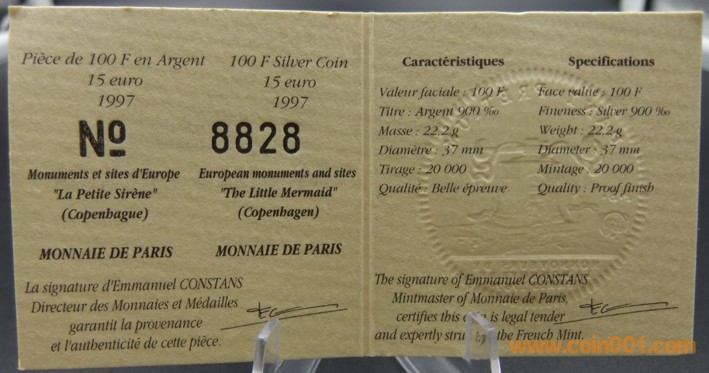 Pièce de 100 F en Argent
15 euro
1997
100 F Silver Coin
15 euro
1997
No 8828
Monuments et sites d'Europe
"La Petite Sirène"
(Copenhague)
European monuments and sites
"The Little Mermaid"
(Copenhagen)
MONNAIE DE PARIS
MONNAIE DE PARIS
La signature d'Emmanuel CONSTANS
Directeur des Monnaies et Médailles
garantit la provenance
et l'authenticité de cette pièce.
Caractéristiques
Valeur faciale : 100 F
Titre : Argent 900 ‰
Masse : 22.2 g
Diamètre : 37 mm
Tirage : 20 000
Qualité : Belle épreuve
Specifications
Face value : 100 F
Fineness : Silver 900 ‰
Weight : 22.2 g
Diameter : 37 mm
Mintage : 20 000
Quality : Proof finish
The signature of Emmanuel CONSTANS
Mintmaster of Monnaie de Paris,
certifies this is legal tender
and expertly the French Mint.
www.coin001.com